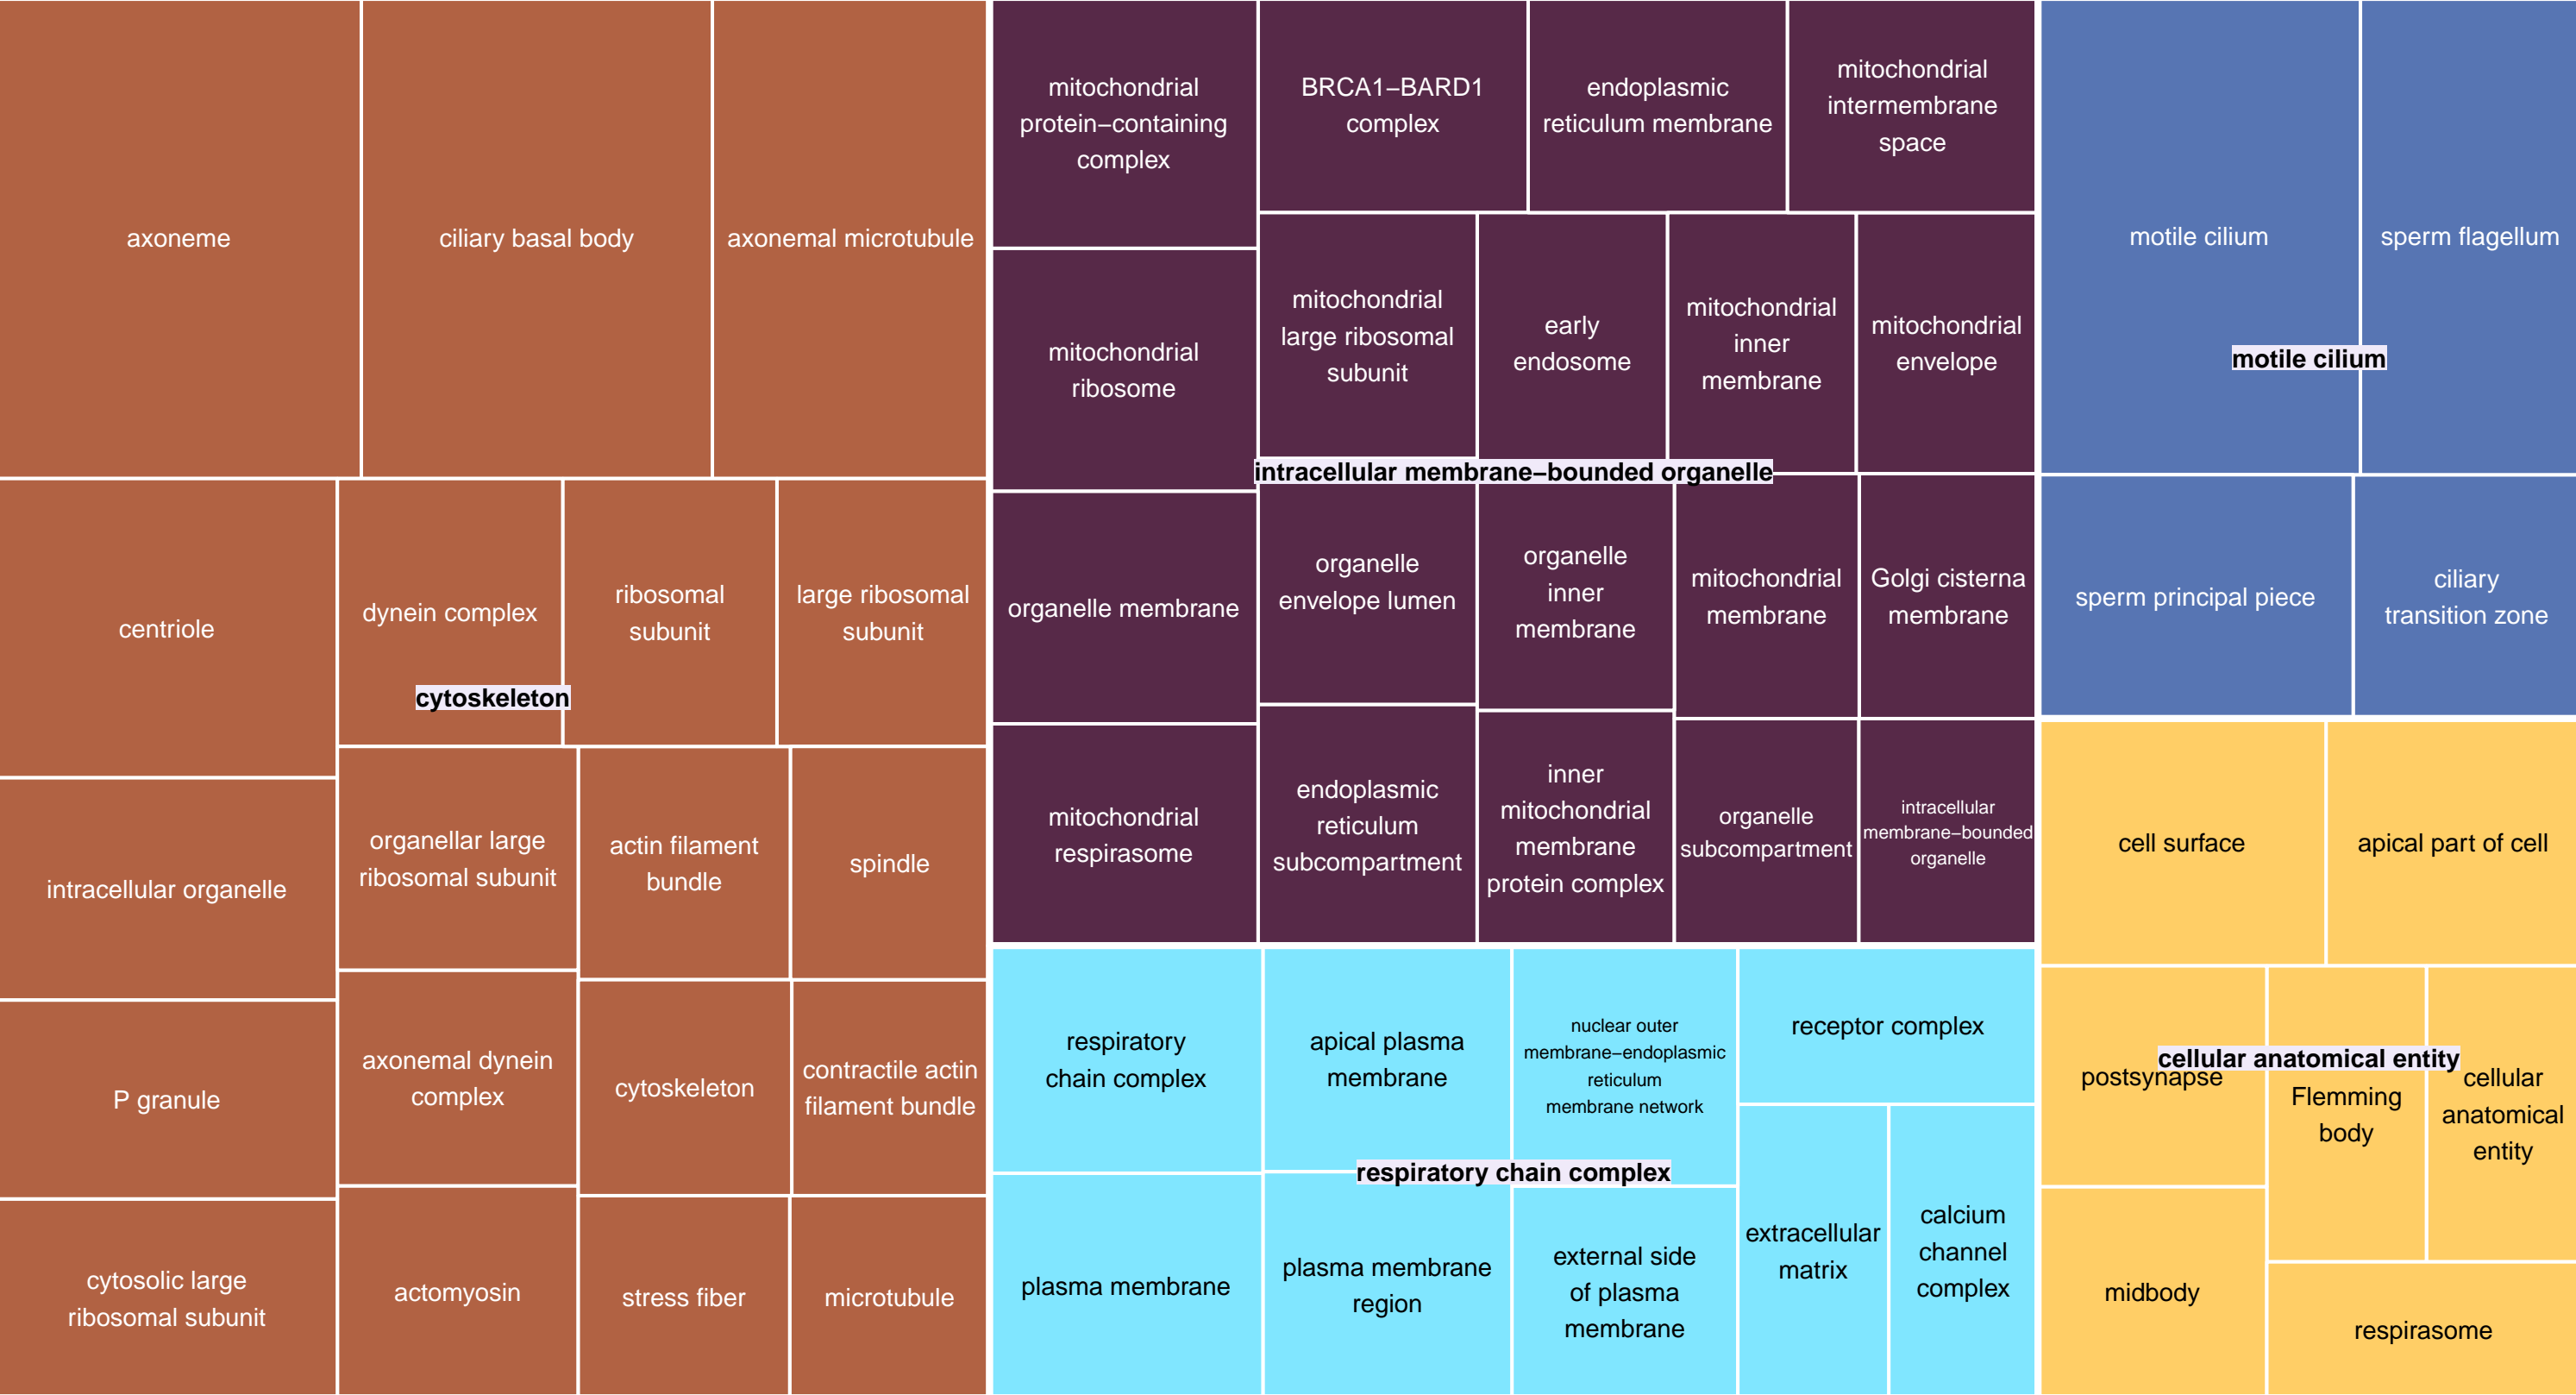 axoneme
ciliary basal body
axonemal microtubule
centriole
dynein complex
ribosomal
subunit
large ribosomal
subunit
cytoskeleton
intracellular organelle
organellar large
ribosomal subunit
actin filament
bundle
spindle
P granule
axonemal dynein
complex
cytoskeleton
contractile actin
filament bundle
cytosolic large
ribosomal subunit
actomyosin
stress fiber
microtubule
mitochondrial
protein−containing
complex
BRCA1−BARD1
complex
endoplasmic
reticulum membrane
mitochondrial
intermembrane
space
mitochondrial
ribosome
mitochondrial
large ribosomal
subunit
early
endosome
mitochondrial
inner
membrane
mitochondrial
envelope
intracellular membrane−bounded organelle
organelle membrane
organelle
envelope lumen
organelle
inner
membrane
mitochondrial
membrane
Golgi cisterna
membrane
mitochondrial
respirasome
endoplasmic
reticulum
subcompartment
inner
mitochondrial
membrane
protein complex
organelle
subcompartment
intracellular
membrane−bounded
organelle
respiratory
chain complex
apical plasma
membrane
nuclear outer
membrane−endoplasmic
reticulum
membrane network
receptor complex
respiratory chain complex
plasma membrane
plasma membrane
region
external side
of plasma
membrane
extracellular
matrix
calcium
channel
complex
motile cilium
sperm flagellum
motile cilium
sperm principal piece
ciliary
transition zone
cell surface
apical part of cell
cellular anatomical entity
postsynapse
Flemming
body
cellular
anatomical
entity
midbody
respirasome